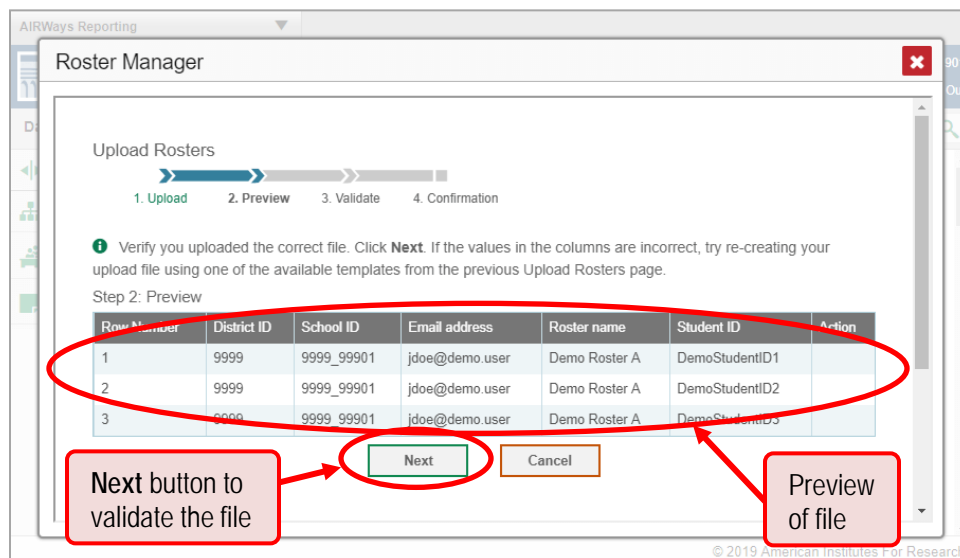 AIRWays Reporting
Roster Manager
90
Ou
Da
Upload Rosters
1. Upload 2. Preview 3. Validate 4. Confirmation
Verify you uploaded the correct file. Click Next. If the values in the columns are incorrect, try re-creating your
upload file using one of the available templates from the previous Upload Rosters page.
Step 2: Preview
Row Number District ID School ID Email address Roster name Student ID Action
1 9999 9999_99901 jdoe@demo.user Demo Roster A DemoStudentID1
2 9999 9999_99901 jdoe@demo.user Demo Roster A DemoStudentID2
3 9999 9999_99901 jdoe@demo.user Demo Roster A DemoStudentID3
Next Cancel
Next button to
validate the file
Preview
of file
© 2019 American Institutes For Research